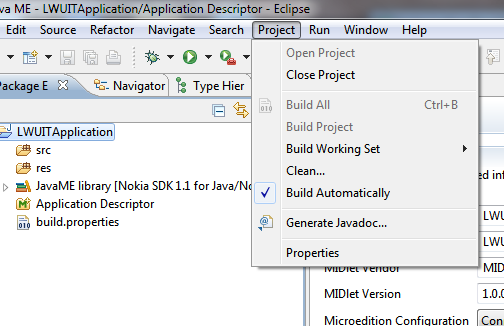 va ME - LWUITApplication/Application Descriptor - Eclipse
Edit Source Refactor Navigate Search Project Run Window Help
Package E Navigator Type Hier
Open Project
Close Project
Build All Ctrl+B
Build Project
Build Working Set
Clean...
Build Automatically
Generate Javadoc...
Properties
LWUITApplication
src
res
JavaME library [Nokia SDK 1.1 for Java/No
Application Descriptor
build.properties
ed inf
LWU
LWU
MIDlet Vendor MID
MIDlet Version 1.0.0
Microedition Configuration Con